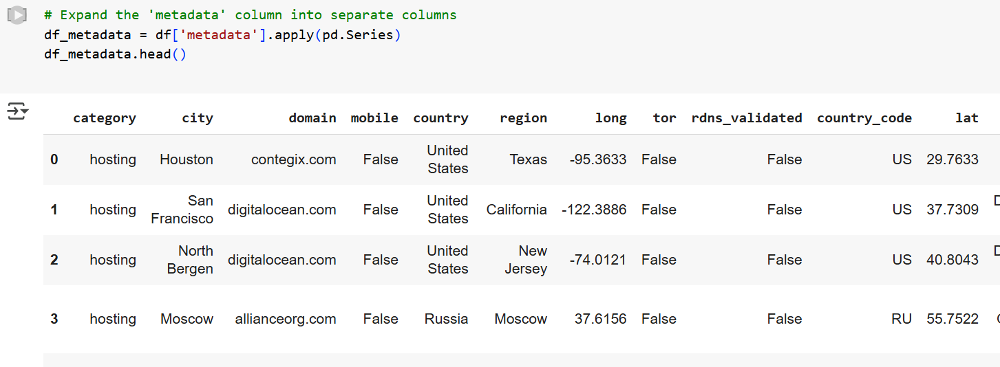 # Expand the 'metadata' column into separate columns
df_metadata = df['metadata'].apply(pd.Series)
df_metadata.head()
category city domain mobile country region long tor rdns_validated country_code lat
0 hosting Houston contegix.com False United States Texas -95.3633 False False US 29.7633
1 hosting San Francisco digitalocean.com False United States California -122.3886 False False US 37.7309
2 hosting North Bergen digitalocean.com False United States New Jersey -74.0121 False False US 40.8043
3 hosting Moscow allianceorg.com False Russia Moscow 37.6156 False False RU 55.7522